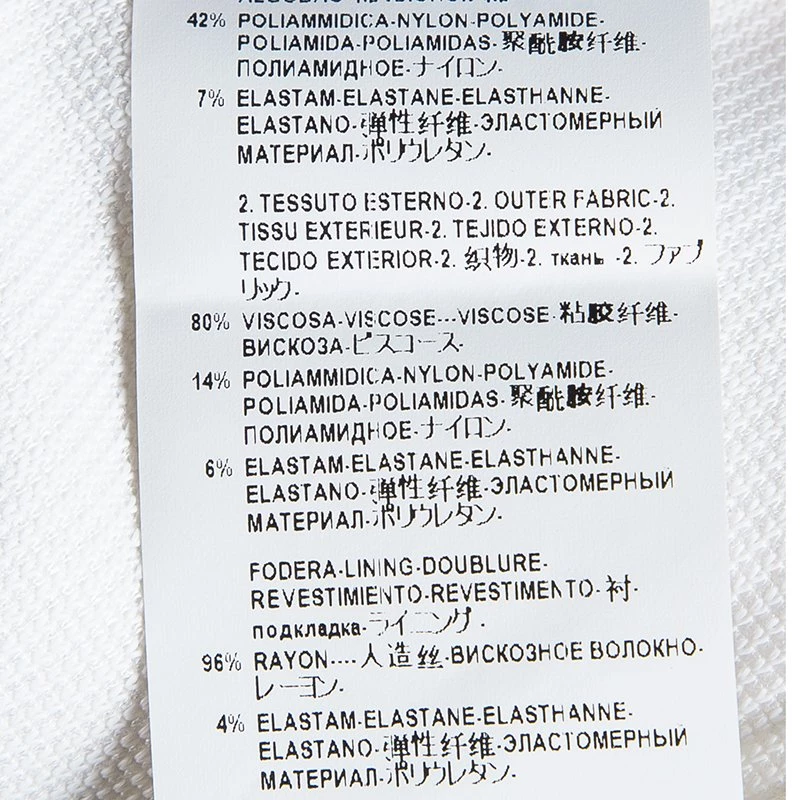 42% POLIAMMIDICA-NYLON-POLYAMIDE-
POLIAMIDA-POLIAMIDAS-聚酰胺纤维-
ПОЛИАМИДНОЕ-ナイロン-
7% ELASTAM-ELASTANE-ELASTHANNE-
ELASTANO-弹性纤维-ЭЛАСТОМЕРНЫЙ
МАТЕРИАЛ-ポリウレタン-
2. TESSUTO ESTERNO-2. OUTER FABRIC-2.
TISSU EXTERIEUR-2. TEJIDO EXTERNO-2.
TECIDO EXTERIOR-2. 织物-2. ткань -2. ファブ
リック-
80% VISCOSA-VISCOSE---VISCOSE-粘胶纤维-
ВИСКОЗА-ビスコース-
14% POLIAMMIDICA-NYLON-POLYAMIDE-
POLIAMIDA-POLIAMIDAS-聚酰胺纤维-
ПОЛИАМИДНОЕ-ナイロン-
6% ELASTAM-ELASTANE-ELASTHANNE-
ELASTANO-弹性纤维-ЭЛАСТОМЕРНЫЙ
МАТЕРИАЛ-ポリウレタン-
FODERA-LINING-DOUBLURE-
REVESTIMIENTO-REVESTIMENTO-衬-
подкладка-ライニング-
96% RAYON----人造丝-ВИСКОЗНОЕ ВОЛОКНО-
レーヨン-
4% ELASTAM-ELASTANE-ELASTHANNE-
ELASTANO-弹性纤维-ЭЛАСТОМЕРНЫЙ
МАТЕРИАЛ-ポリウレタン-